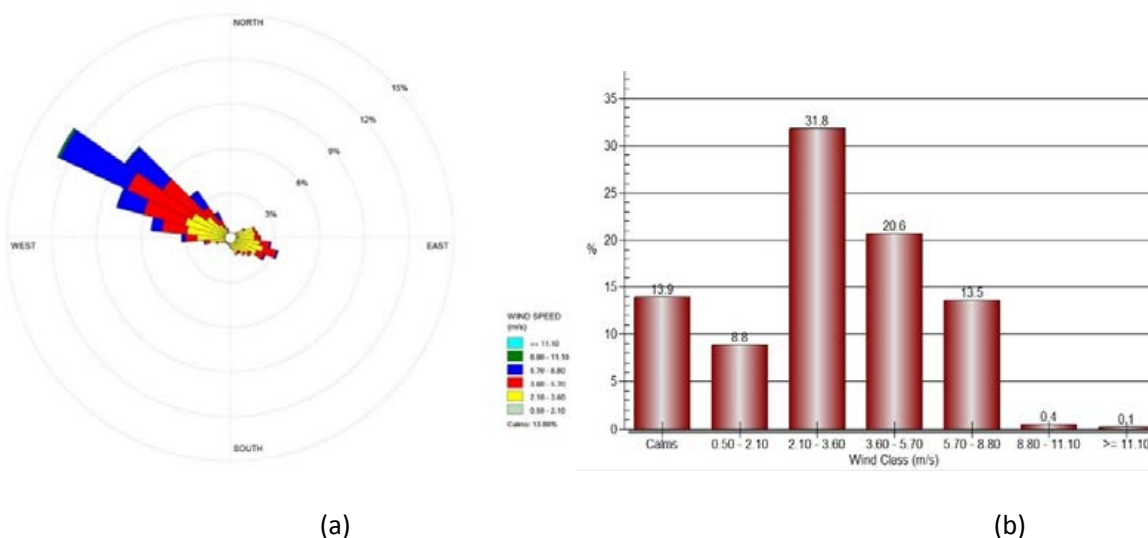 NORTH
15%
12%
9%
6%
3%
WEST
EAST
SOUTH
WIND SPEED
(m/s)
>= 11.10
8.80 - 11.10
5.70 - 8.80
3.60 - 5.70
2.10 - 3.60
0.50 - 2.10
Calms: 13.90%
(a)
35
30
25
20
15
10
5
0
%
13.9
8.8
31.8
20.6
13.5
0.4
0.1
Calms
0.50 - 2.10
2.10 - 3.60
3.60 - 5.70
5.70 - 8.80
8.80 - 11.10
>= 11.10
Wind Class (m/s)
(b)